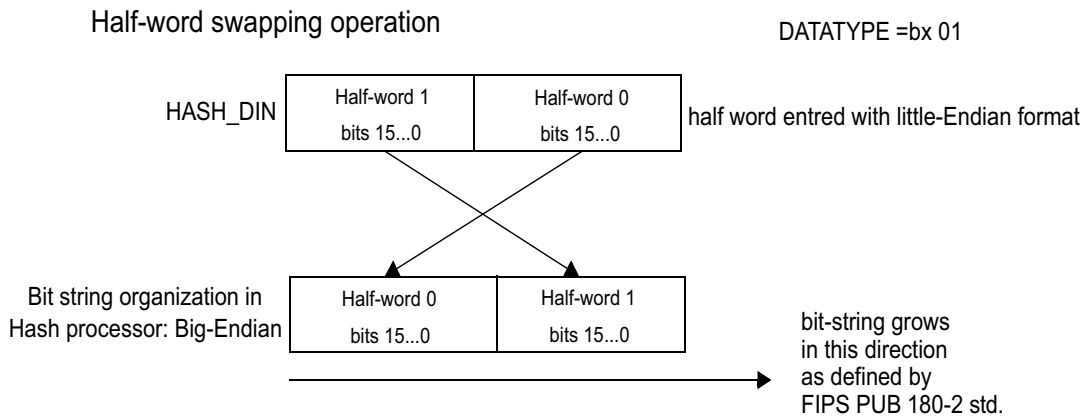 Half-word swapping operation
DATATYPE =bx 01
HASH_DIN
Half-word 1
bits 15...0
Half-word 0
bits 15...0
half word entred with little-Endian format
Bit string organization in
Hash processor: Big-Endian
Half-word 0
bits 15...0
Half-word 1
bits 15...0
bit-string grows
in this direction
as defined by
FIPS PUB 180-2 std.